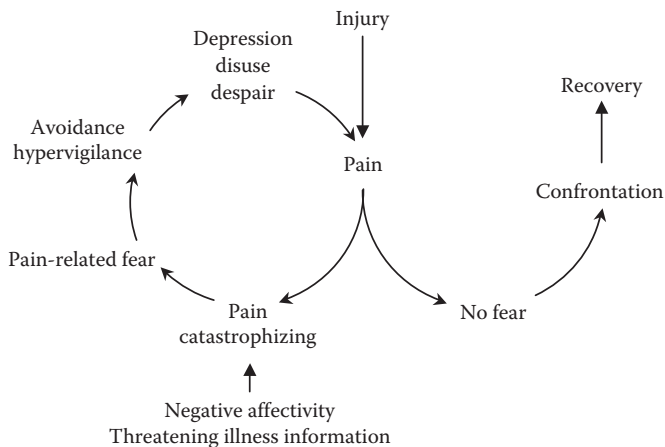 Injury
Depression
disuse
despair
Recovery
Avoidance
hypervigilance
Pain
Confrontation
Pain-related fear
Pain
catastrophizing
No fear
Negative affectivity
Threatening illness information